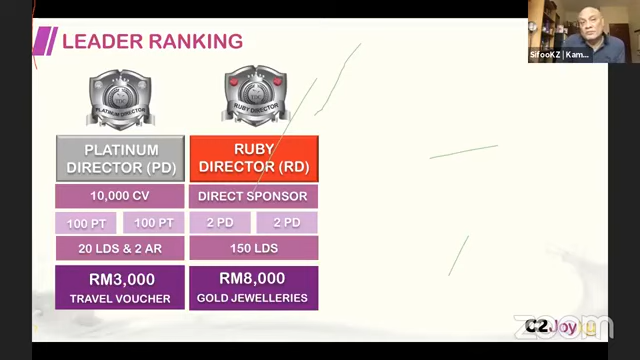 LEADER RANKING
SifooKZ | Kam...
PLATINUM DIRECTOR
RUBY DIRECTOR
PLATINUM
DIRECTOR (PD)
RUBY
DIRECTOR (RD)
10,000 CV
DIRECT SPONSOR
100 PT
100 PT
2 PD
2 PD
20 LDS & 2 AR
150 LDS
RM3,000
TRAVEL VOUCHER
RM8,000
GOLD JEWELLERIES
C2Joy
zoom